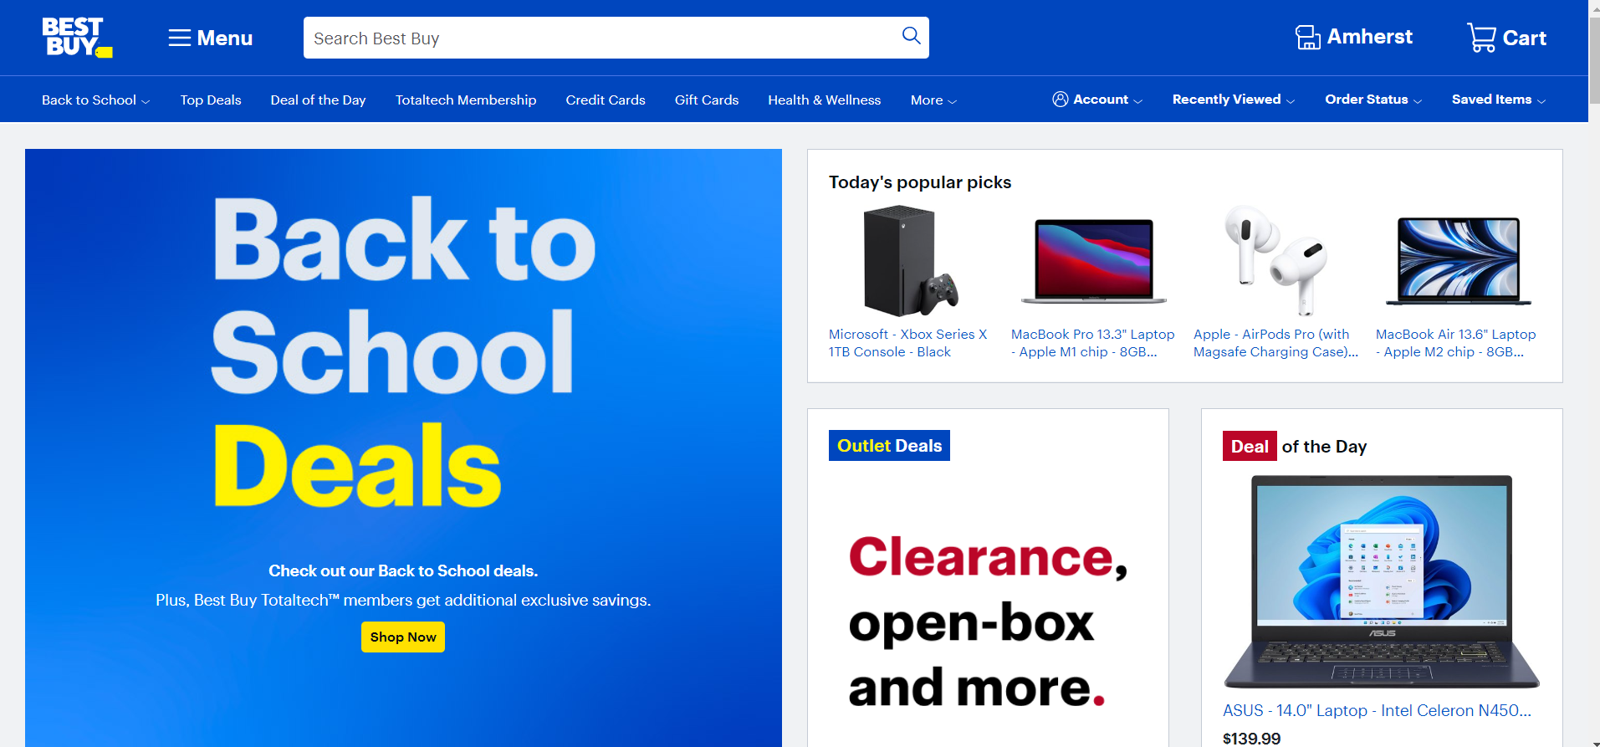 BEST
BUY
Menu
Search Best Buy
Amherst
Cart
Back to School
Top Deals
Deal of the Day
Totaltech Membership
Credit Cards
Gift Cards
Health & Wellness
More
Account
Recently Viewed
Order Status
Saved Items
Back to
School
Deals
Check out our Back to School deals.
Plus, Best Buy Totaltech™ members get additional exclusive savings.
Shop Now
Today's popular picks
Microsoft - Xbox Series X
1TB Console - Black
MacBook Pro 13.3" Laptop
- Apple M1 chip - 8GB...
Apple - AirPods Pro (with
Magsafe Charging Case)...
MacBook Air 13.6" Laptop
- Apple M2 chip - 8GB...
Outlet Deals
Clearance,
open-box
and more.
Deal of the Day
ASUS
ASUS - 14.0" Laptop - Intel Celeron N450...
$139.99